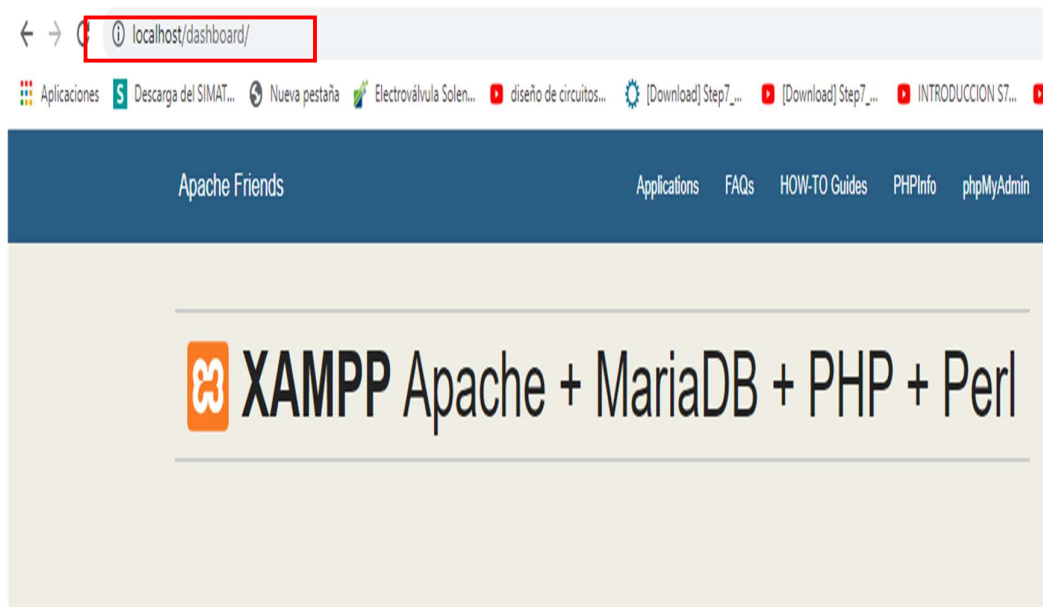 localhost/dashboard/
Aplicaciones Descarga del SIMAT... Nueva pestaña Electroválvula Solen... diseño de circuitos... [Download] Step7_... [Download] Step7_... INTRODUCCION S7...
Apache Friends Applications FAQs HOW-TO Guides PHPInfo phpMyAdmin
XAMPP Apache + MariaDB + PHP + Perl